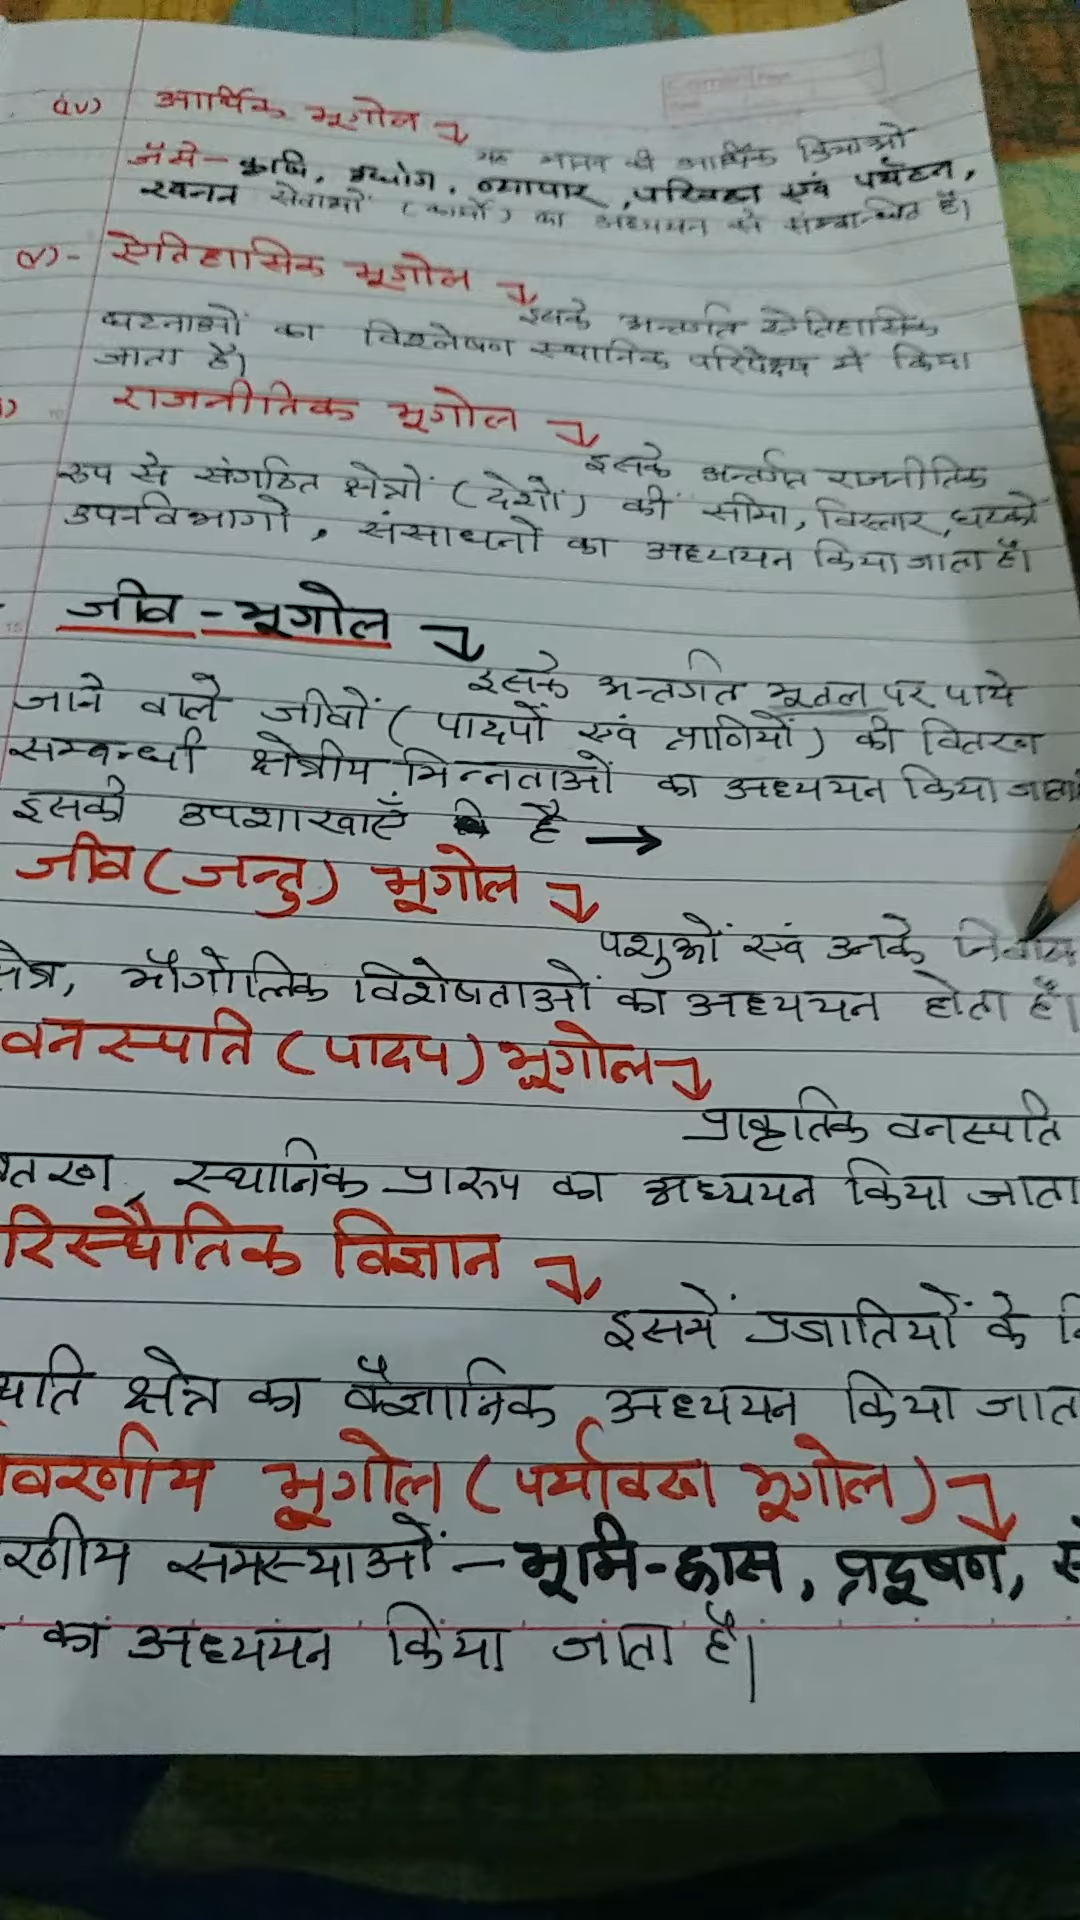 (iv) आर्थिक भूगोल
यह मानव की आर्थिक क्रियाओं
जैसे - कृषि, उद्योग, व्यापार, परिवहन एवं पर्यटन,
खनन सेवाओं (कार्यों) का अध्ययन से सम्बन्धित है।
(v) - ऐतिहासिक भूगोल
इसके अन्तर्गत ऐतिहासिक
घटनाओं का विश्लेषण स्थानिक परिपेक्ष्य में किया
जाता है।
राजनीतिक भूगोल
इसके अन्तर्गत राजनीतिक
रूप से संगठित क्षेत्रों (देशों) की सीमा, विस्तार, घटकों
उपविभागों, संसाधनों का अध्ययन किया जाता है।
जीव - भूगोल
इसके अन्तर्गत भूतल पर पाये
जाने वाले जीवों (पादपों एवं प्राणियों) की वितरण
सम्बन्धी क्षेत्रीय भिन्नताओं का अध्ययन किया जाता
इसकी उपशाखाएँ है →
जीव (जन्तु) भूगोल
पशुओं एवं उनके निवास
क्षेत्र, भौगोलिक विशेषताओं का अध्ययन होता है।
वनस्पति (पादप) भूगोल
प्राकृतिक वनस्पति
स्थानिक प्रारूप का अध्ययन किया जाता
रिस्थैतिक विज्ञान
इसमें प्रजातियों के
क्षेत्र का वैज्ञानिक अध्ययन किया जात
वरणीय भूगोल (पर्यावरण भूगोल)
रणीय समस्याओं - भूमि-ह्रास, प्रदूषण,
का अध्ययन किया जाता है।